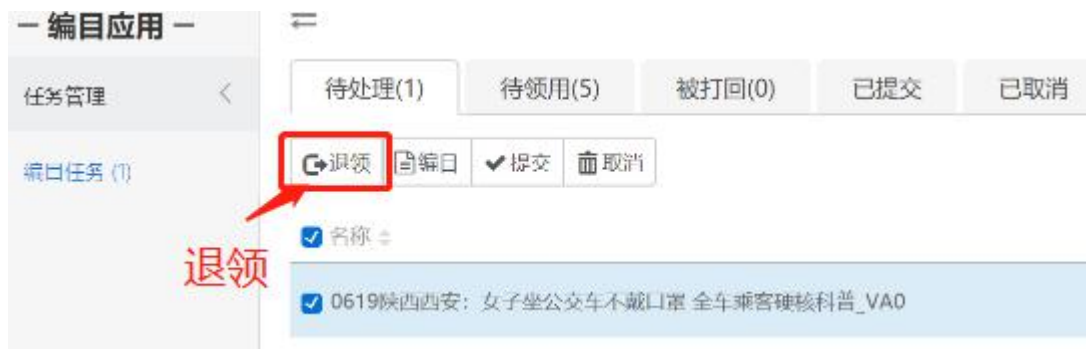 — 编目应用 —
任务管理
待处理(1) 待领用(5) 被打回(0) 已提交 已取消
退领 编目 提交 取消
编目任务 (1)
名称
退领
0619陕西西安：女子坐公交车不戴口罩 全车乘客硬核科普_VA0